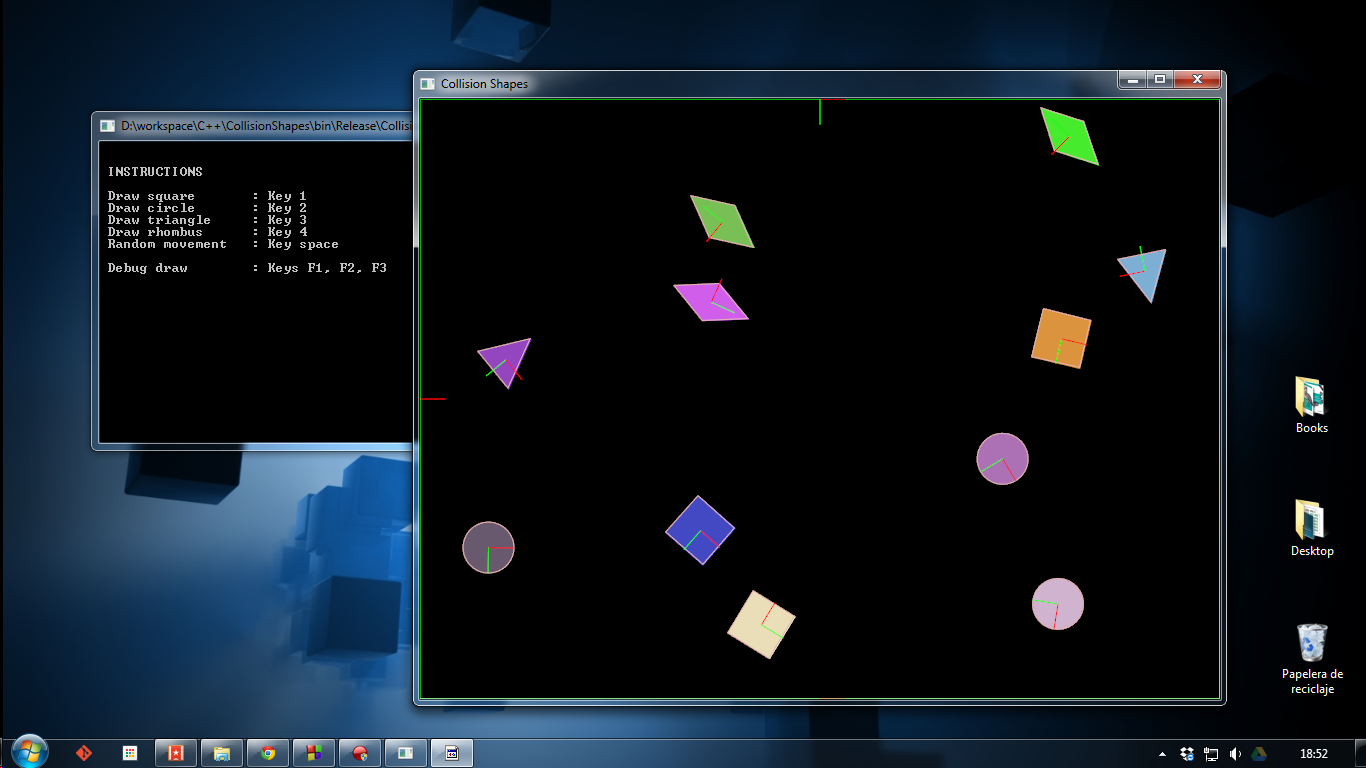 Collision Shapes
D:\workspace\C++\CollisionShapes\bin\Release\Collisi
INSTRUCTIONS
Draw square : Key 1
Draw circle : Key 2
Draw triangle : Key 3
Draw rhombus : Key 4
Random movement : Key space
Debug draw : Keys F1, F2, F3
Books
Desktop
Papelera de
reciclaje
18:52